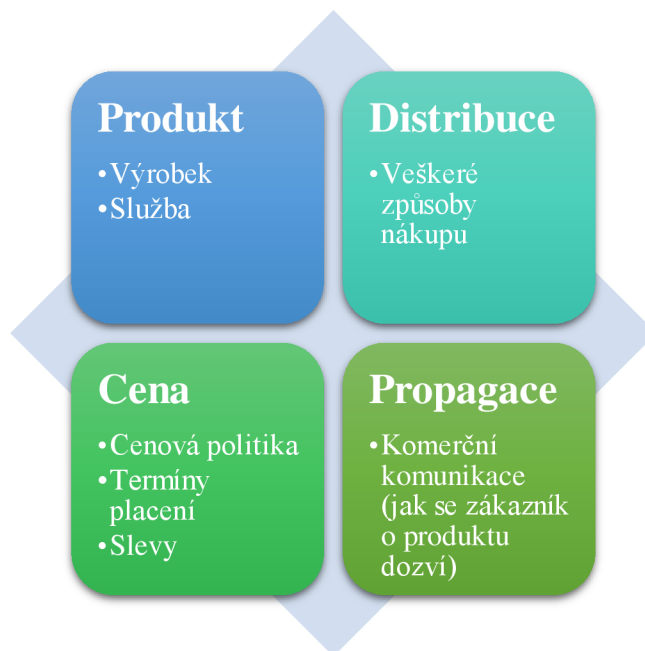 Produkt
•Výrobek
•Služba
Distribuce
•Veškeré
způsoby
nákupu
Cena
•Cenová politika
•Termíny
placení
•Slevy
Propagace
•Komerční
komunikace
(jak se zákazník
o produktu
dozví)